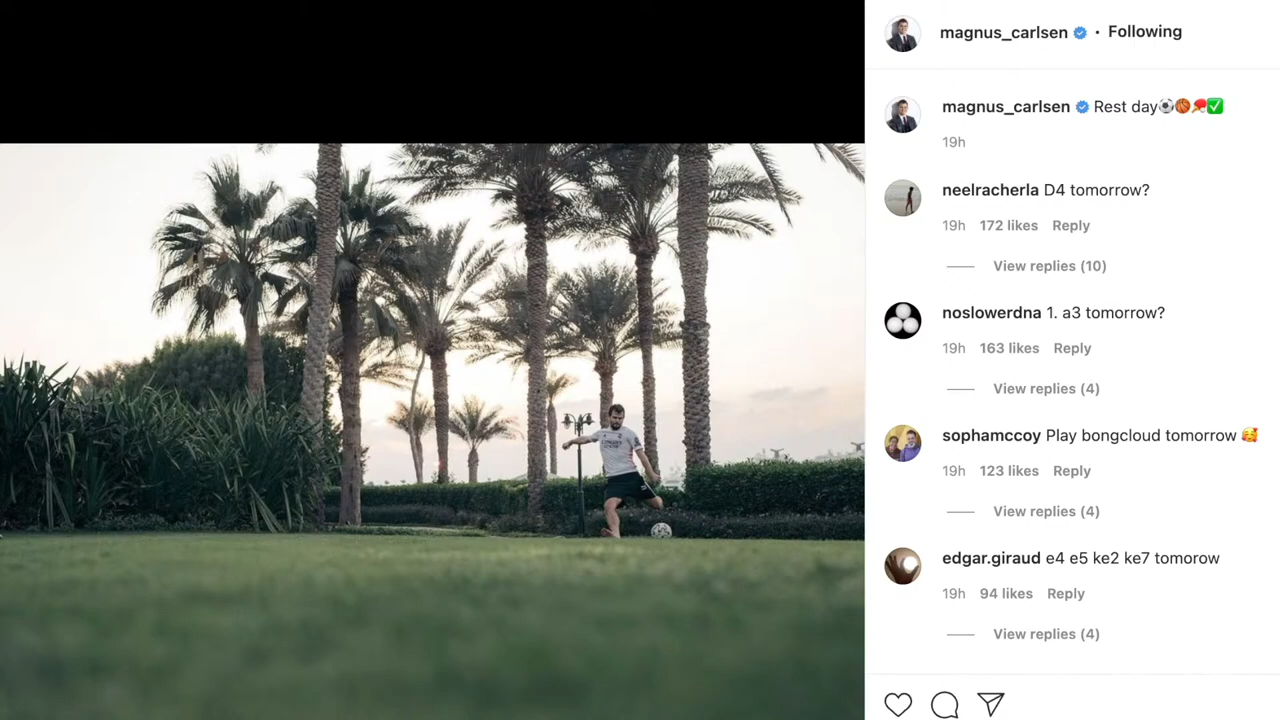 magnus_carlsen • Following
magnus_carlsen Rest day⚽🏀🏓✅
19h
neelracherla D4 tomorrow?
19h 172 likes Reply
View replies (10)
noslowerdna 1. a3 tomorrow?
19h 163 likes Reply
View replies (4)
sophamccoy Play bongcloud tomorrow 🥰
19h 123 likes Reply
View replies (4)
edgar.giraud e4 e5 ke2 ke7 tomorow
19h 94 likes Reply
View replies (4)